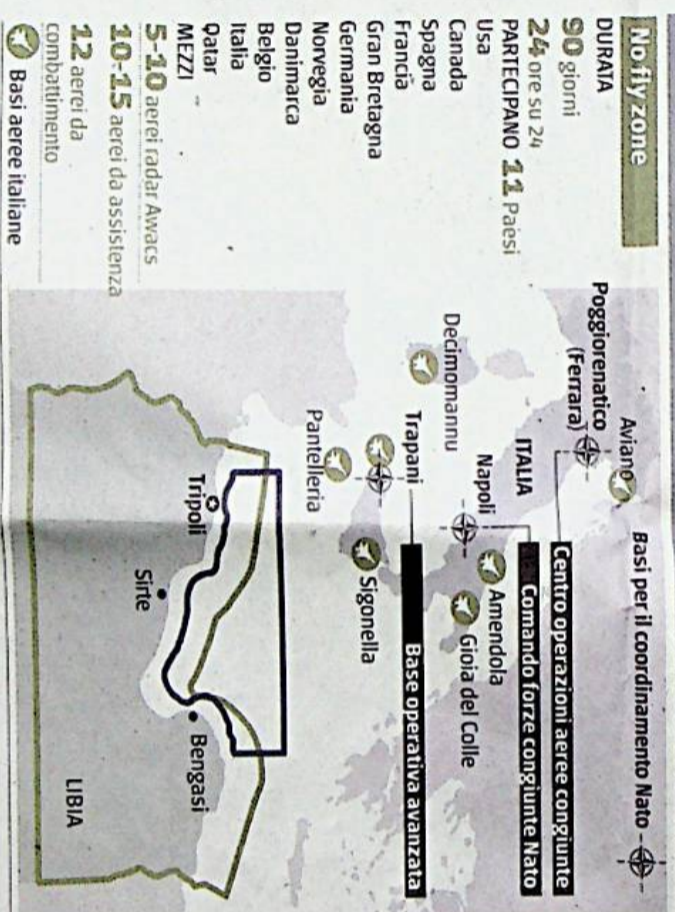 No fly zone
DURATA
90 giorni
24 ore su 24
PARTECIPANO 11 Paesi
Usa
Canada
Spagna
Francia
Gran Bretagna
Germania
Norvegia
Danimarca
Belgio
Italia
Qatar
MEZZI
5-10 aerei radar Awacs
10-15 aerei da assistenza
12 aerei da
combattimento
Basi aeree italiane
Basi per il coordinamento Nato
Aviano
Poggiorenatico
(Ferrara)
Centro operazioni aeree congiunte
ITALIA
Comando forze congiunte Nato
Napoli
Amendola
Gioia del Colle
Decimomannu
Trapani
Base operativa avanzata
Sigonella
Pantelleria
Tripoli
Sirte
Bengasi
LIBIA